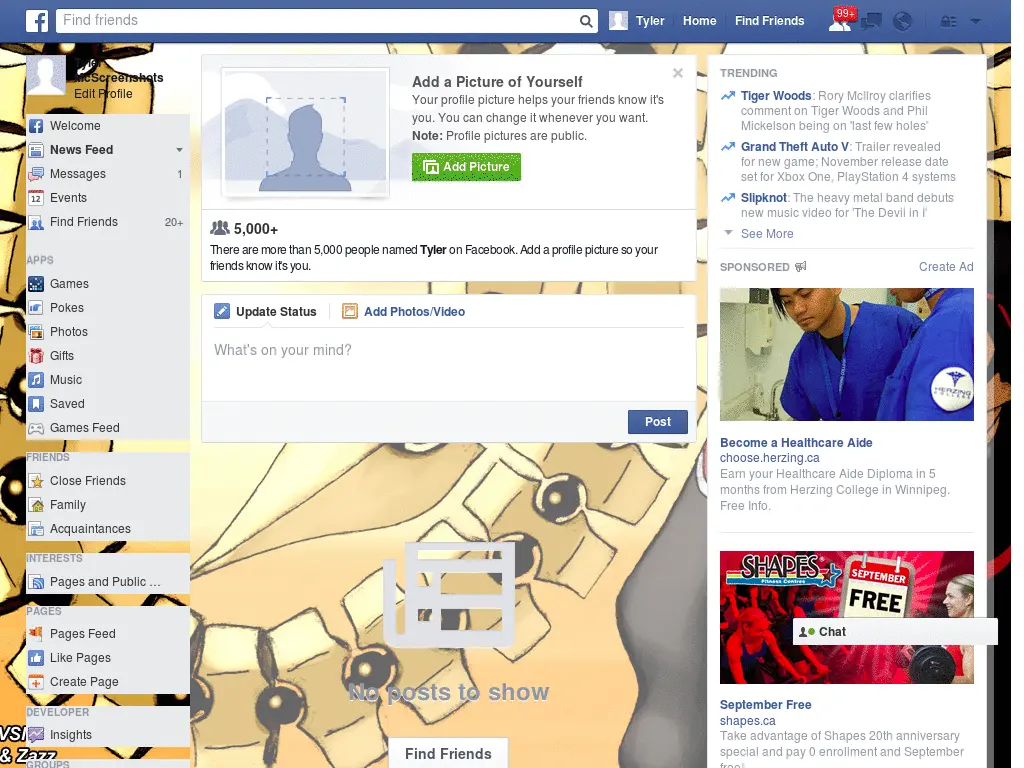 Find friends
Tyler
Home
Find Friends
99+
Tyler
McScreenshots
Edit Profile
Welcome
News Feed
Messages 1
Events
Find Friends 20+
APPS
Games
Pokes
Photos
Gifts
Music
Saved
Games Feed
FRIENDS
Close Friends
Family
Acquaintances
INTERESTS
Pages and Public ...
PAGES
Pages Feed
Like Pages
Create Page
DEVELOPER
Insights
GROUPS
& Zazz
Add a Picture of Yourself
Your profile picture helps your friends know it's
you. You can change it whenever you want.
Note: Profile pictures are public.
Add Picture
5,000+
There are more than 5,000 people named Tyler on Facebook. Add a profile picture so your
friends know it's you.
Update Status
Add Photos/Video
What's on your mind?
Post
No posts to show
Find Friends
TRENDING
Tiger Woods: Rory McIlroy clarifies
comment on Tiger Woods and Phil
Mickelson being on 'last few holes'
Grand Theft Auto V: Trailer revealed
for new game; November release date
set for Xbox One, PlayStation 4 systems
Slipknot: The heavy metal band debuts
new music video for 'The Devil in I'
See More
SPONSORED
Create Ad
HERZING
COLLEGE
Become a Healthcare Aide
choose.herzing.ca
Earn your Healthcare Aide Diploma in 5
months from Herzing College in Winnipeg.
Free Info.
SHAPES
Fitness Centres
SEPTEMBER
FREE
Chat
September Free
shapes.ca
Take advantage of Shapes 20th anniversary
special and pay 0 enrollment and September
free!